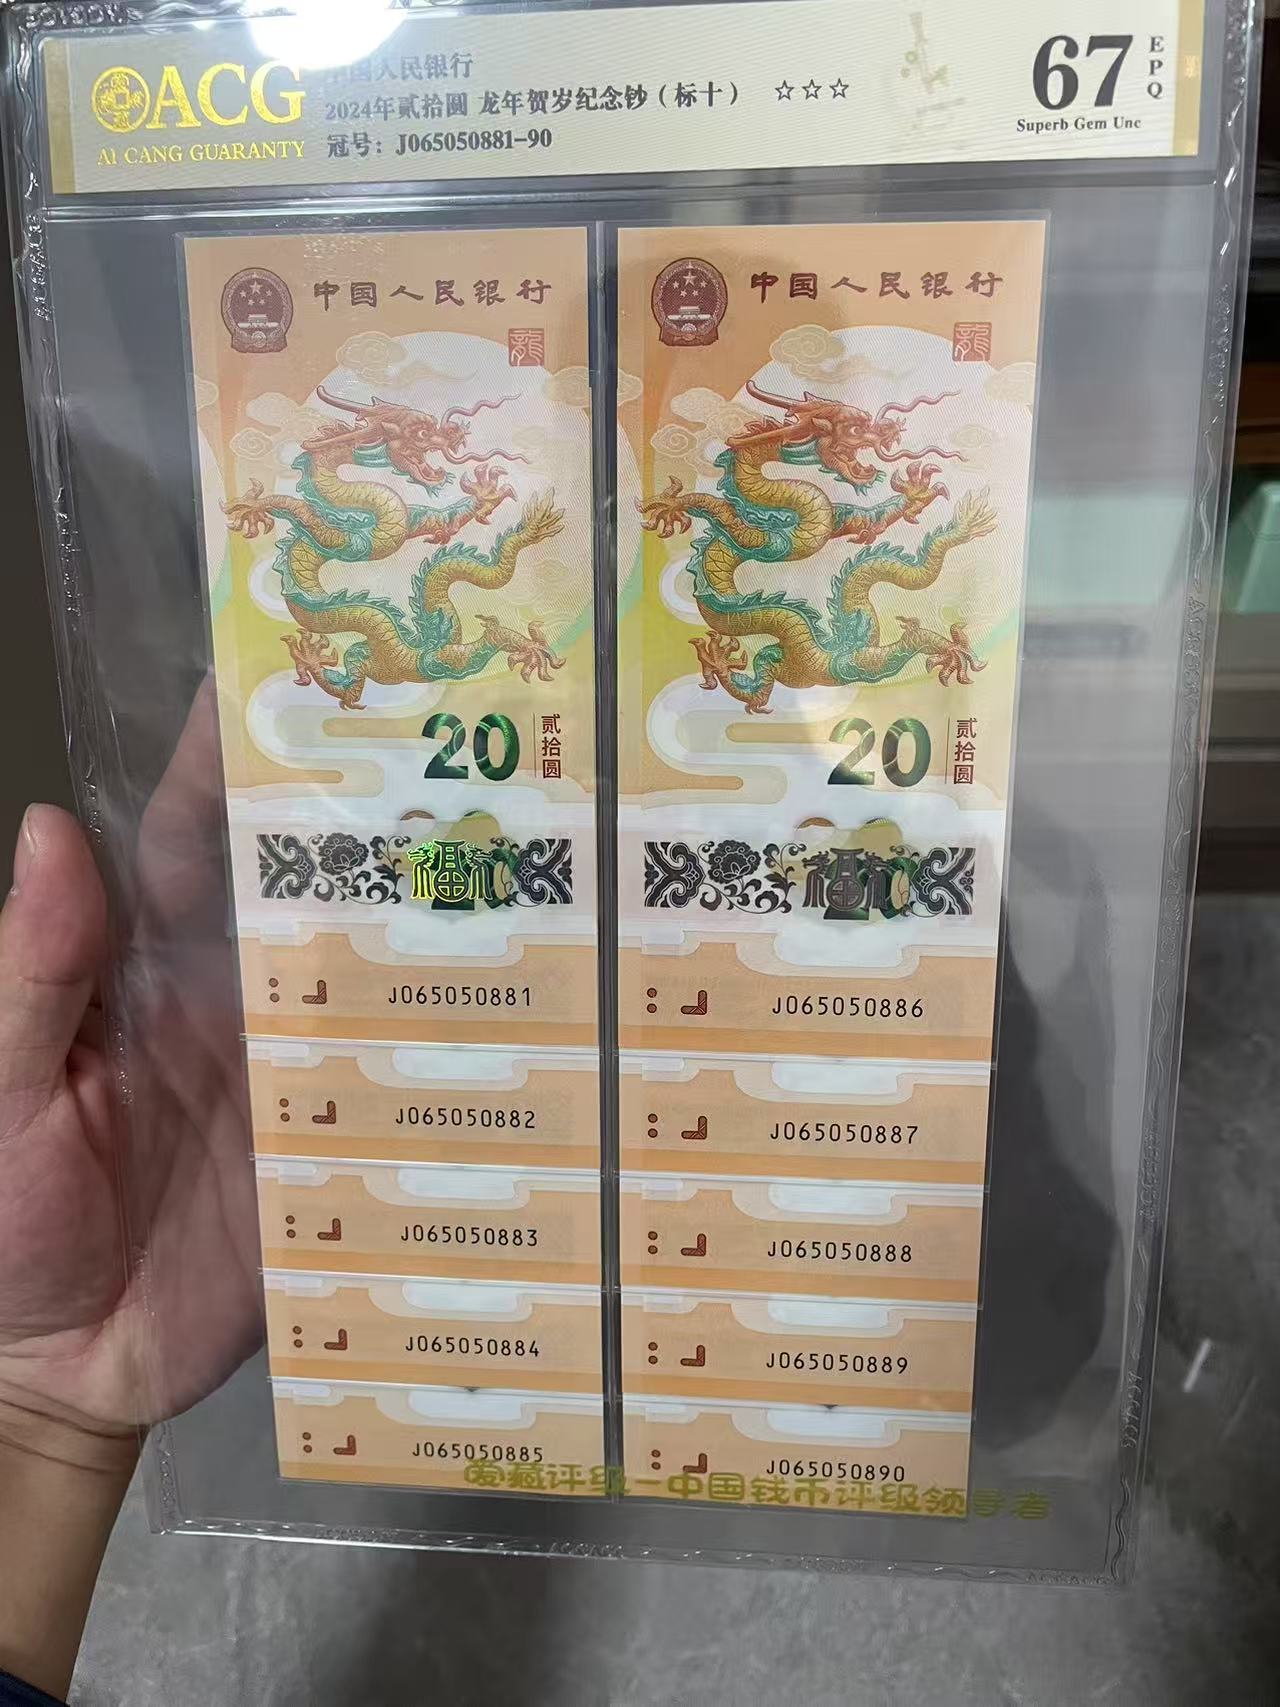 ACG
AI CANG GUARANTY
中国人民银行
2024年贰拾圆 龙年贺岁纪念钞（标十） ☆☆☆
冠号：J065050881-90
67
EPQ
Superb Gem Unc
中国人民银行
龍
20
贰拾圆
福
J065050881
J065050882
J065050883
J065050884
J065050885
中国人民银行
龍
20
贰拾圆
福
J065050886
J065050887
J065050888
J065050889
J065050890
爱藏评级－中国钱币评级领导者